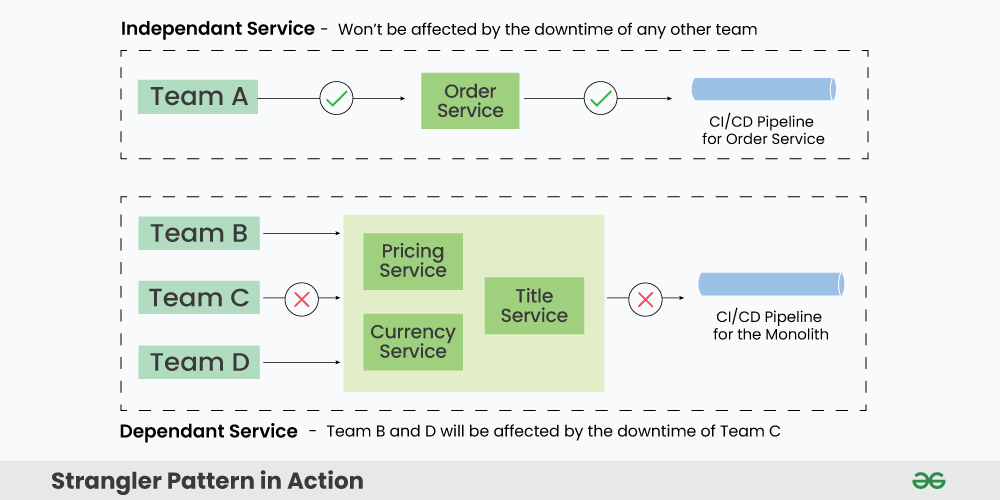 Independant Service - Won't be affected by the downtime of any other team
Team A
Order
Service
CI/CD Pipeline
for Order Service
Team B
Team C
Team D
Pricing
Service
Currency
Service
Title
Service
CI/CD Pipeline
for the Monolith
Dependant Service - Team B and D will be affected by the downtime of Team C
Strangler Pattern in Action